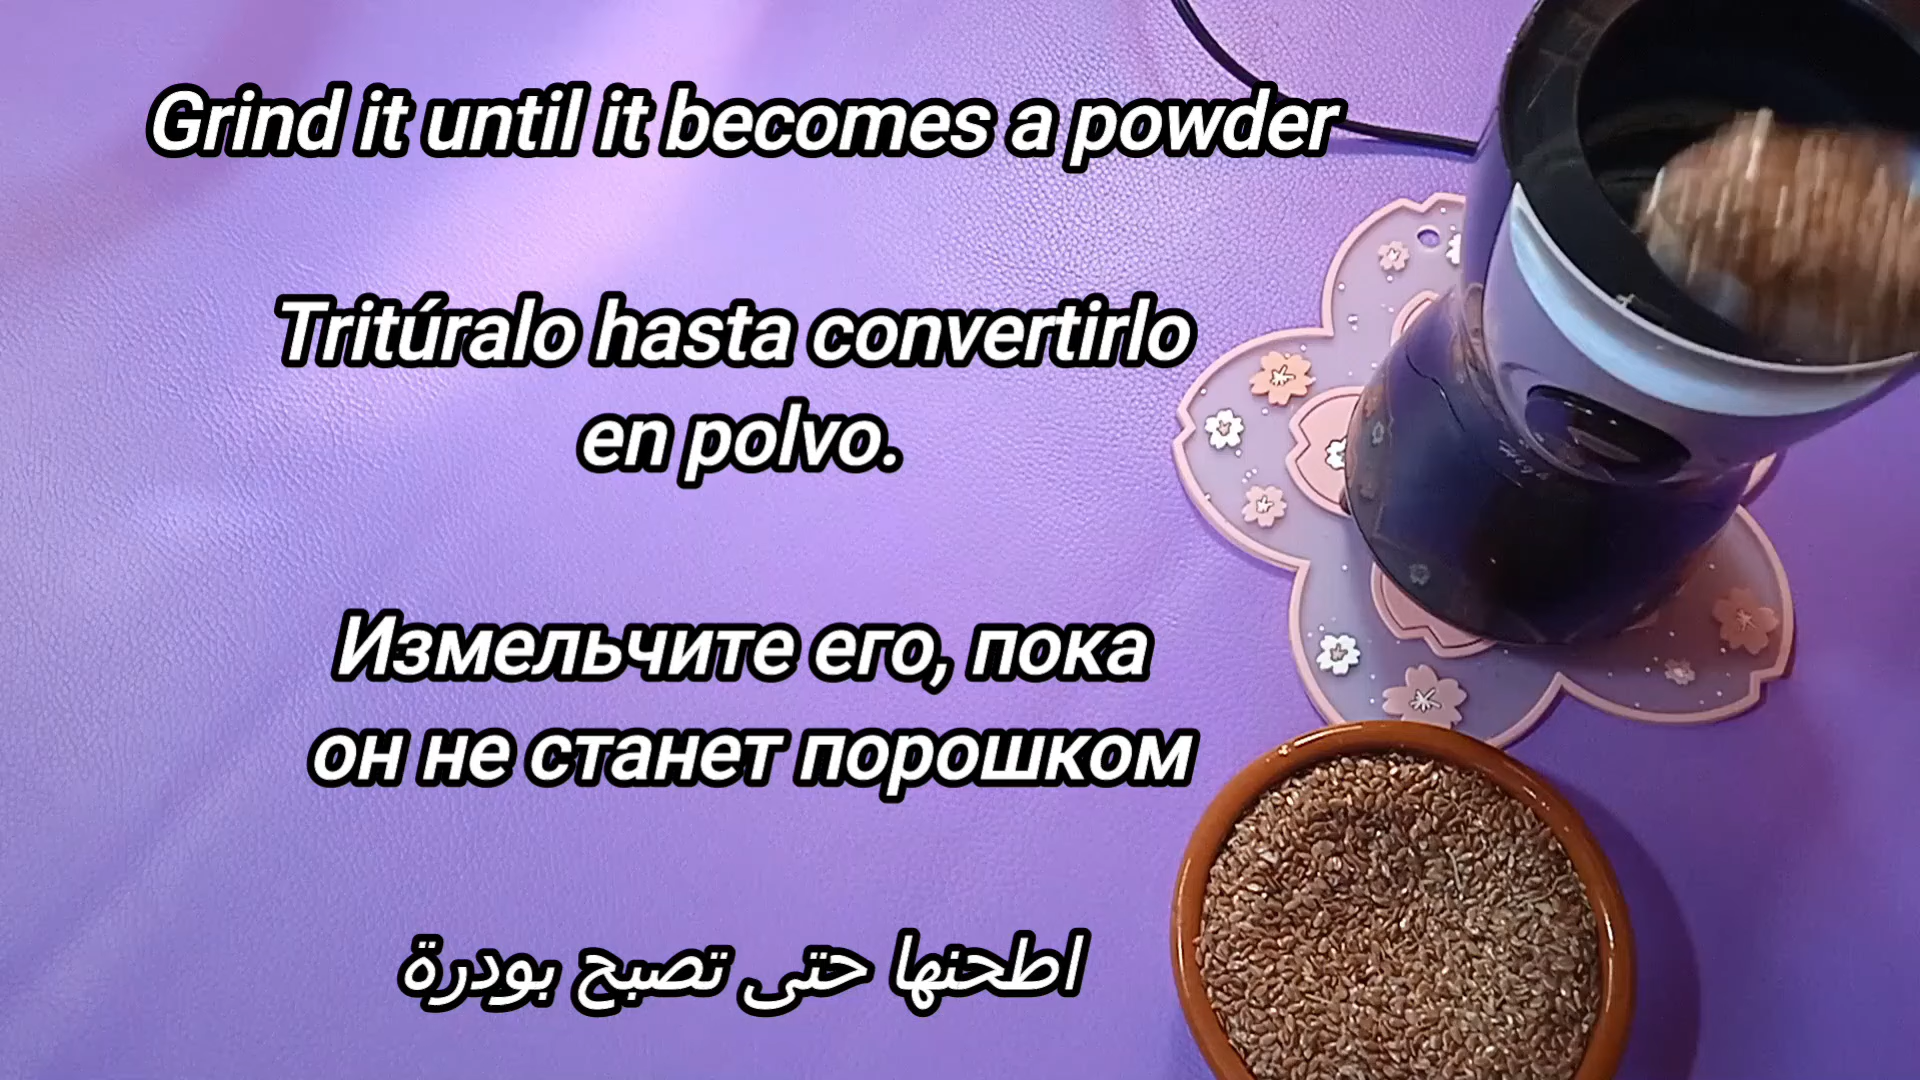 Grind it until it becomes a powder
Tritúralo hasta convertirlo
en polvo.
Измельчите его, пока
он не станет порошком
اطحنها حتى تصبح بودرة